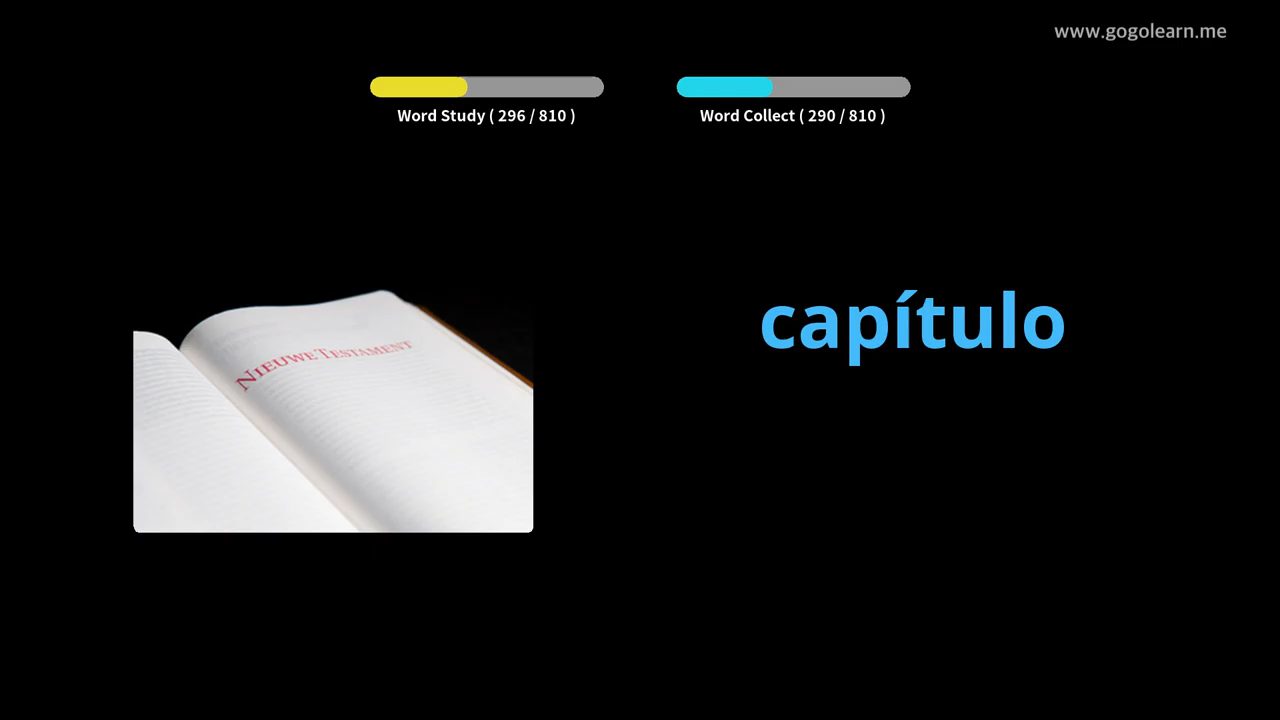 www.gogolearn.me
Word Study ( 296 / 810 )
Word Collect ( 290 / 810 )
capítulo
NIEUWE TESTAMENT